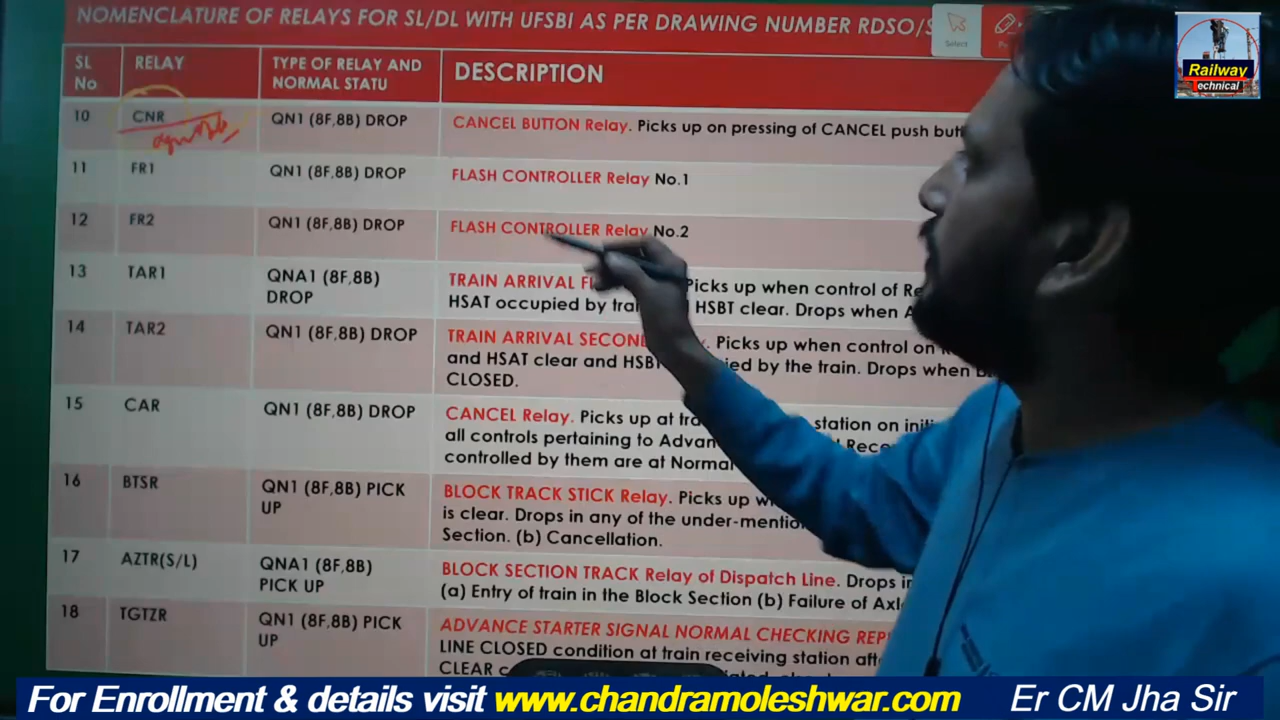 NOMENCLATURE OF RELAYS FOR SL/DL WITH UFSBI AS PER DRAWING NUMBER RDSO/S
Select
Railway
Technical
SL No
RELAY
TYPE OF RELAY AND NORMAL STATU
DESCRIPTION
10
CNR
QN1 (8F,8B) DROP
CANCEL BUTTON Relay. Picks up on pressing of CANCEL push butt
11
FR1
QN1 (8F,8B) DROP
FLASH CONTROLLER Relay No.1
12
FR2
QN1 (8F,8B) DROP
FLASH CONTROLLER Relay No.2
13
TAR1
QNA1 (8F,8B)
DROP
TRAIN ARRIVAL Picks up when control of Re
HSAT occupied by HSBT clear. Drops when
14
TAR2
QN1 (8F,8B) DROP
TRAIN ARRIVAL SECON Picks up when control on
and HSAT clear and HSB by the train. Drops when
CLOSED.
15
CAR
QN1 (8F,8B) DROP
CANCEL Relay. Picks up at station on
all controls pertaining to
controlled by them are at Normal
16
BTSR
QN1 (8F,8B) PICK
UP
BLOCK TRACK STICK Relay. Picks up
is clear. Drops in any of the
Section. (b) Cancellation.
17
AZTR(S/L)
QNA1 (8F,8B)
PICK UP
BLOCK SECTION TRACK Relay of Dispatch Line. Drops
(a) Entry of train in the Block Section (b) Failure of
18
TGTZR
QN1 (8F,8B) PICK
UP
ADVANCE STARTER SIGNAL NORMAL CHECKING
LINE CLOSED condition at train receiving station
CLEAR
For Enrollment & details visit www.chandramoleshwar.com Er CM Jha Sir